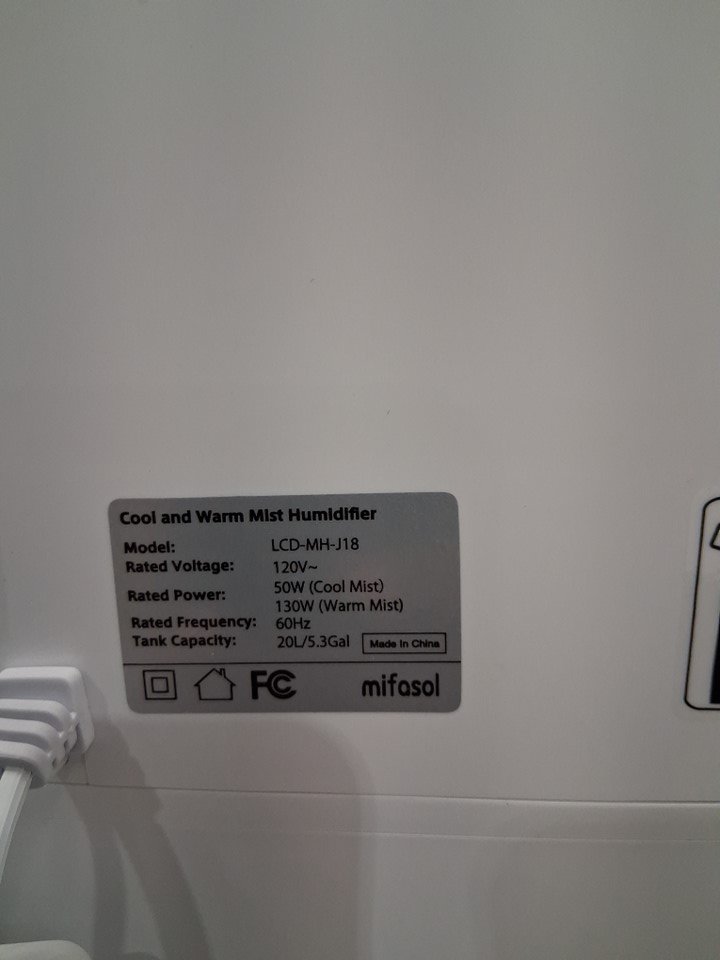 Cool and Warm Mist Humidifier
Model: LCD-MH-J18
Rated Voltage: 120V~
Rated Power: 50W (Cool Mist)
130W (Warm Mist)
Rated Frequency: 60Hz
Tank Capacity: 20L/5.3Gal Made In China
FC mifasol